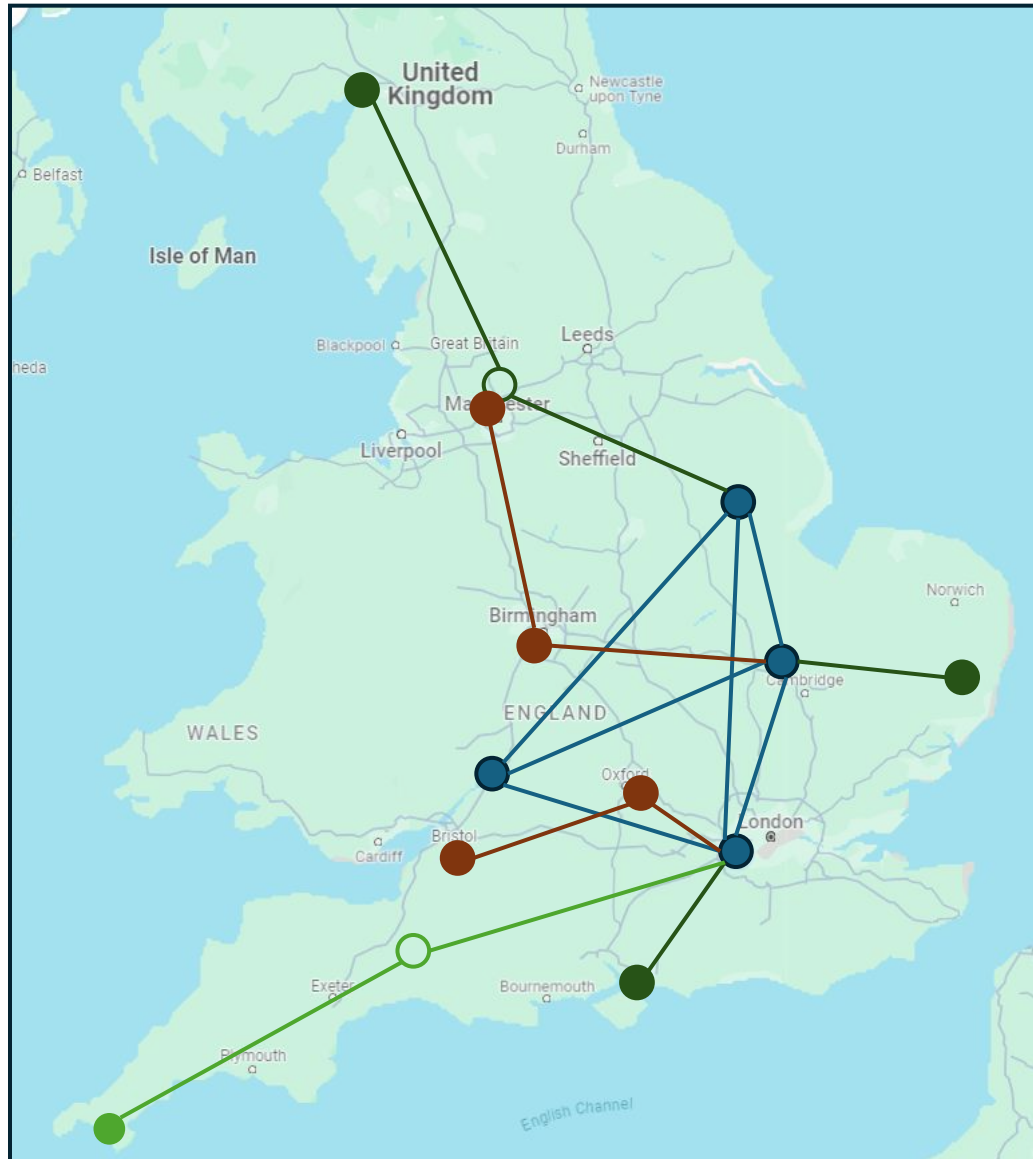 United
Kingdom
Newcastle
upon Tyne
Durham
Belfast
Isle of Man
Leeds
Great Britain
Blackpool
heda
Liverpool
Sheffield
Norwich
Birmingham
Cambridge
ENGLAND
WALES
Oxford
London
Bristol
Cardiff
Exeter
Bournemouth
Plymouth
English Channel